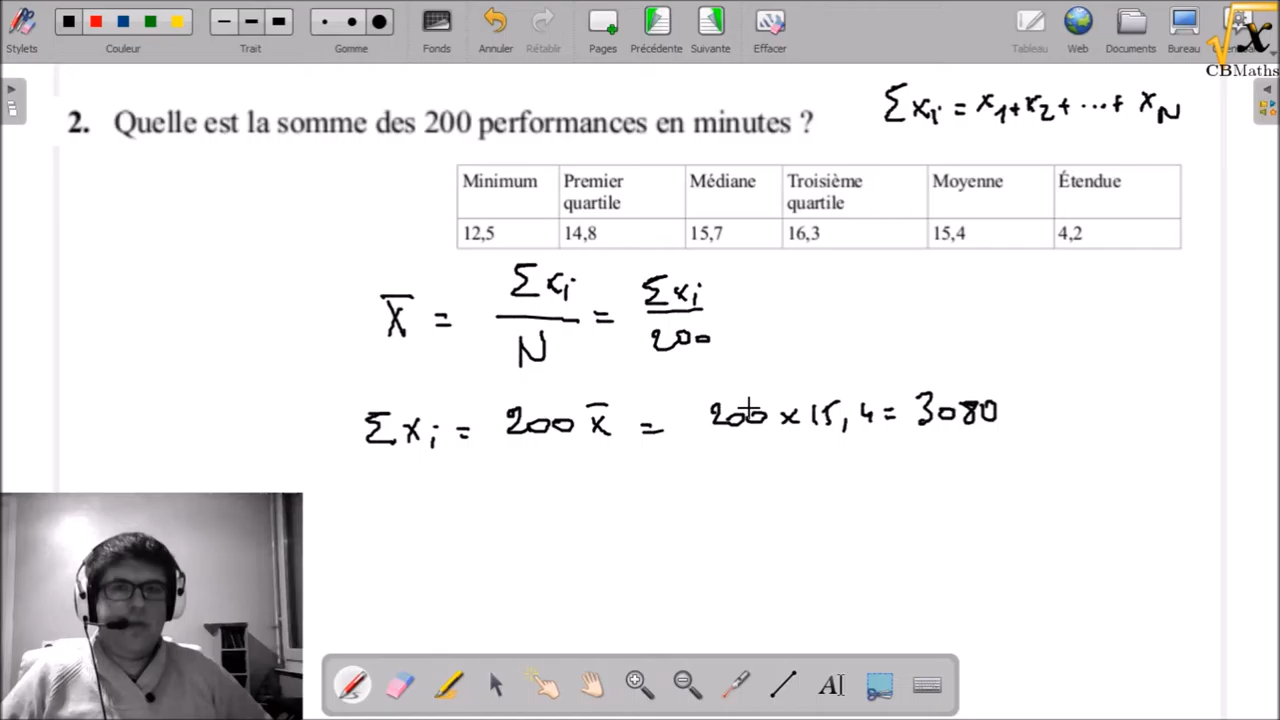 Stylets Couleur Trait Gomme Fonds Annuler Rétablir Pages Précédente Suivante Effacer Tableau Web Documents Bureau
CBMaths
2. Quelle est la somme des 200 performances en minutes ?
Σxi = x1+x2+ ...+ xN
Minimum Premier quartile Médiane Troisième quartile Moyenne Étendue
12,5 14,8 15,7 16,3 15,4 4,2
x̄ = Σxi / N = Σxi / 200
Σxi = 200 x̄ = 200 x 15,4 = 3080